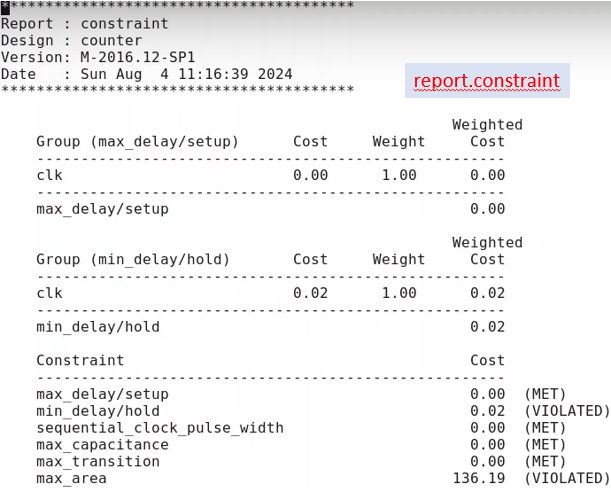 ****************************************
Report : constraint
Design : counter
Version: M-2016.12-SP1
Date   : Sun Aug  4 11:16:39 2024
****************************************
report.constraint
                                                   Weighted
    Group (max_delay/setup)      Cost     Weight     Cost
    -----------------------------------------------------
    clk                          0.00      1.00      0.00
    -----------------------------------------------------
    max_delay/setup                                  0.00
                                                   Weighted
    Group (min_delay/hold)       Cost     Weight     Cost
    -----------------------------------------------------
    clk                          0.02      1.00      0.02
    -----------------------------------------------------
    min_delay/hold                                   0.02
    Constraint                                       Cost
    -----------------------------------------------------
    max_delay/setup                                  0.00  (MET)
    min_delay/hold                                   0.02  (VIOLATED)
    sequential_clock_pulse_width                     0.00  (MET)
    max_capacitance                                  0.00  (MET)
    max_transition                                   0.00  (MET)
    max_area                                       136.19  (VIOLATED)